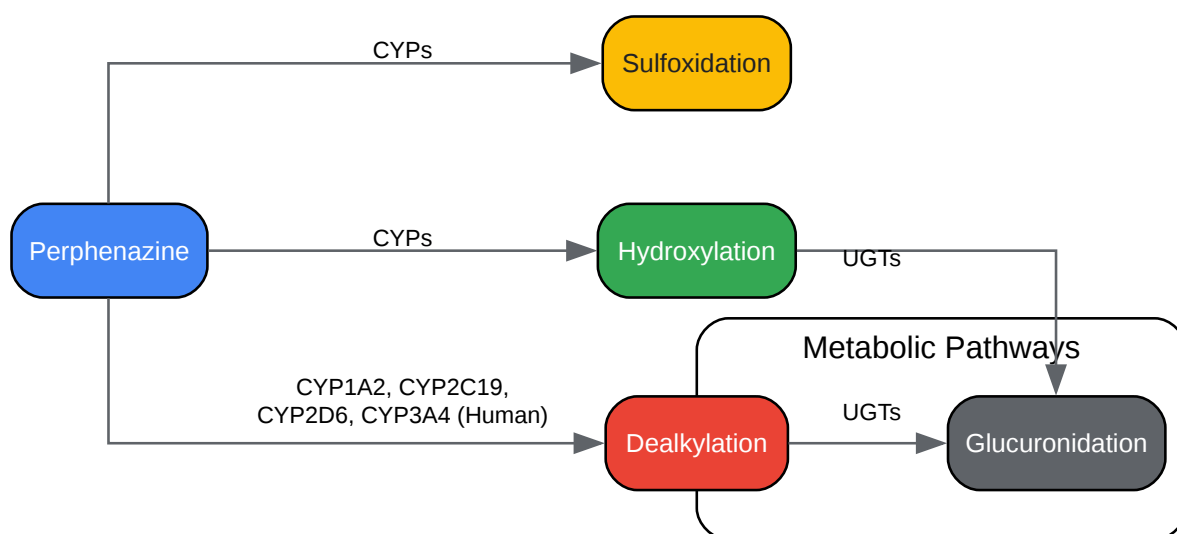 CYPs
Sulfoxidation
Perphenazine
CYPs
Hydroxylation
UGTs
Metabolic Pathways
CYP1A2, CYP2C19,
CYP2D6, CYP3A4 (Human)
Dealkylation
UGTs
Glucuronidation